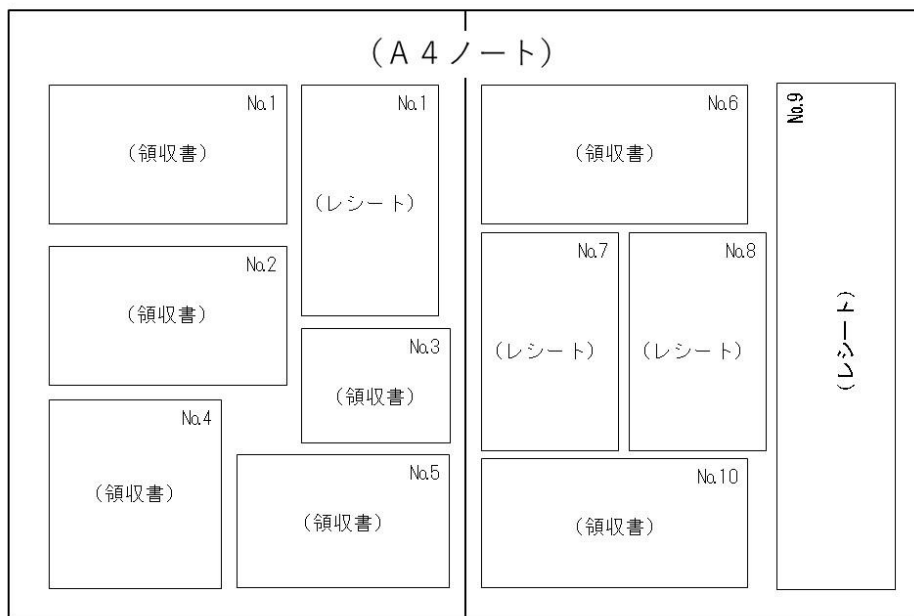 (A4ノート)
No.1
(領収書)
No.1
(レシート)
No.2
(領収書)
No.3
(領収書)
No.4
(領収書)
No.5
(領収書)
No.6
(領収書)
No.7
(レシート)
No.8
(レシート)
No.9
(レシート)
No.10
(領収書)